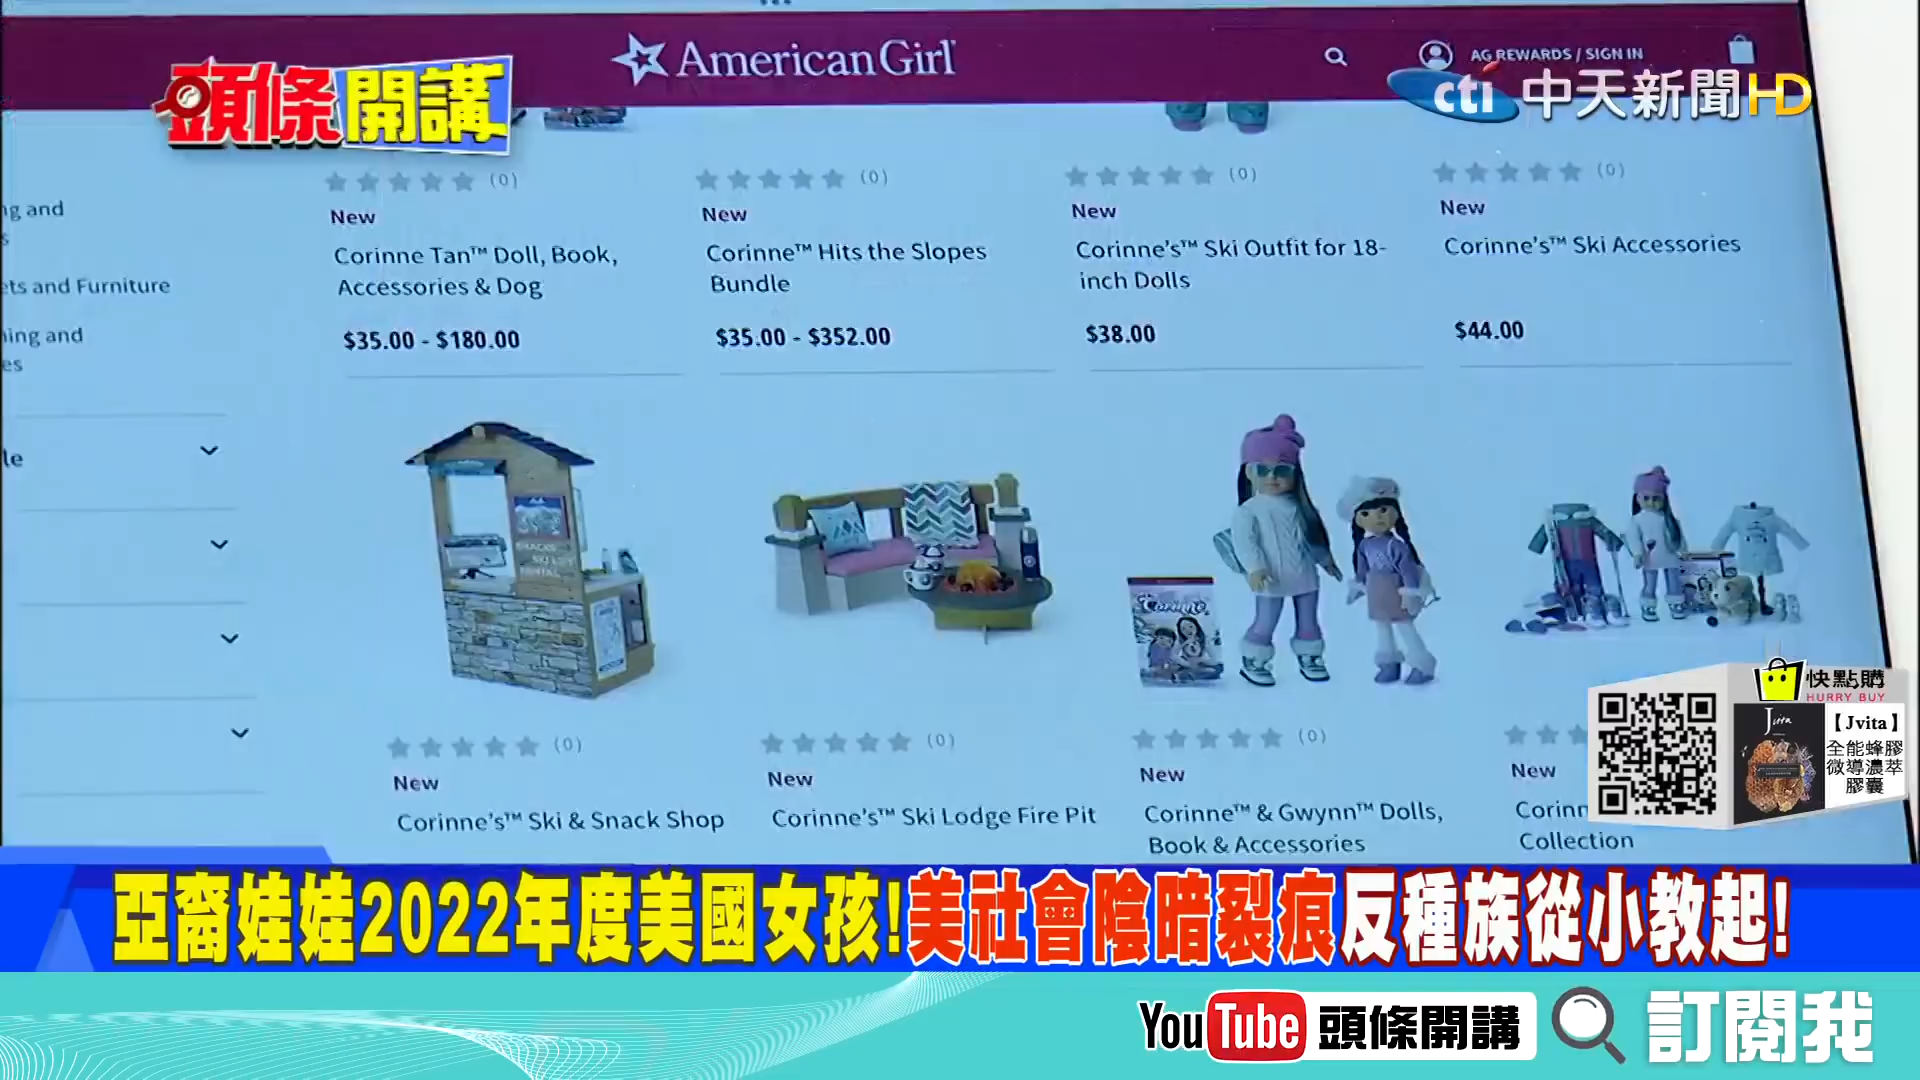 American Girl
AG REWARDS / SIGN IN
頭條開講
cti 中天新聞HD
(0)
(0)
(0)
(0)
ng and
New
New
New
New
Corinne Tan™ Doll, Book,
Accessories & Dog
Corinne™ Hits the Slopes
Bundle
Corinne's™ Ski Outfit for 18-
inch Dolls
Corinne's™ Ski Accessories
ets and Furniture
$35.00 - $180.00
$35.00 - $352.00
$38.00
$44.00
ning and
es
le
Corinne
快點購
HURRY BUY
Jvita
【Jvita】
全能蜂膠
微導濃萃
膠囊
(0)
(0)
(0)
New
New
New
New
Corinne's™ Ski & Snack Shop
Corinne's™ Ski Lodge Fire Pit
Corinne™ & Gwynn™ Dolls,
Book & Accessories
Corinn
Collection
亞裔娃娃2022年度美國女孩!美社會陰暗裂痕反種族從小教起!
YouTube 頭條開講 訂閱我